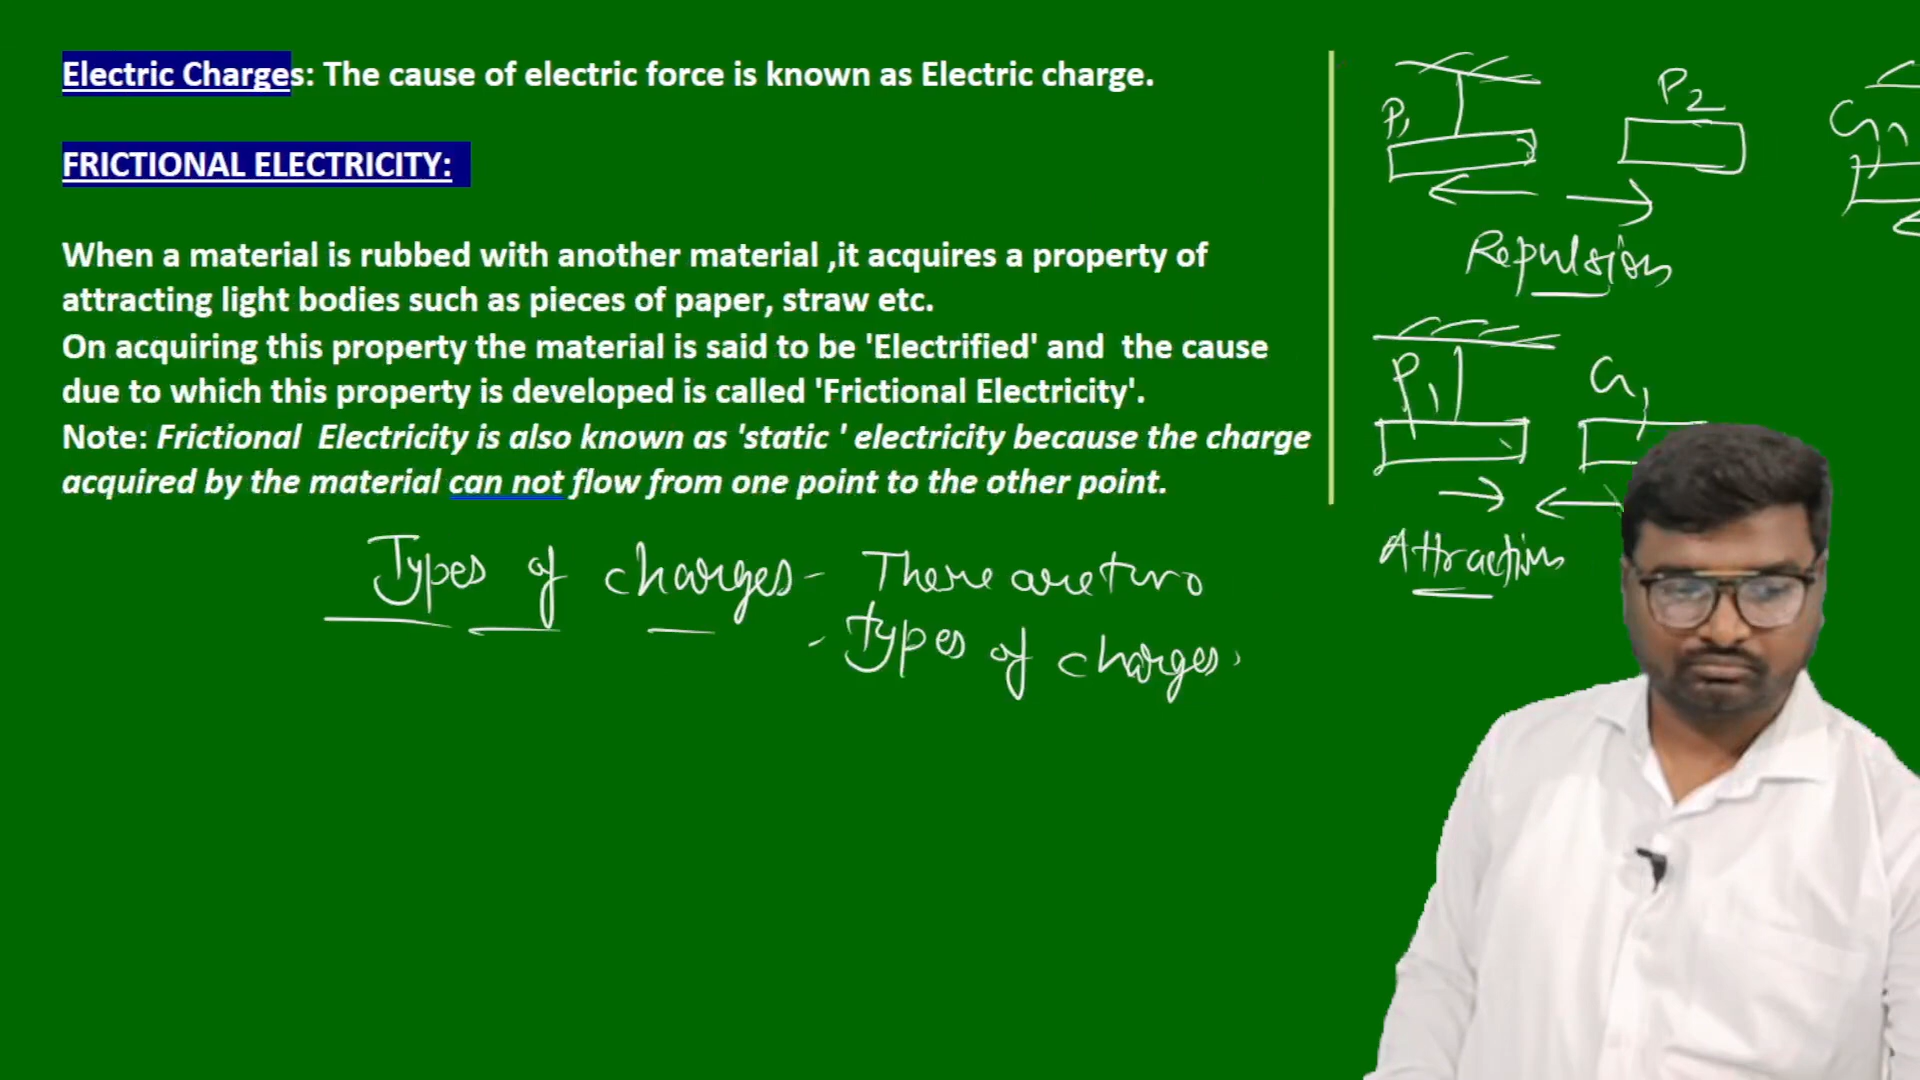 Electric Charges: The cause of electric force is known as Electric charge.
FRICTIONAL ELECTRICITY:
When a material is rubbed with another material ,it acquires a property of
attracting light bodies such as pieces of paper, straw etc.
On acquiring this property the material is said to be 'Electrified' and the cause
due to which this property is developed is called 'Frictional Electricity'.
Note: Frictional Electricity is also known as 'static ' electricity because the charge
acquired by the material can not flow from one point to the other point.
Types of charges - There are two
- types of charges.
P1
P2
Repulsion
P1
G1
Attraction